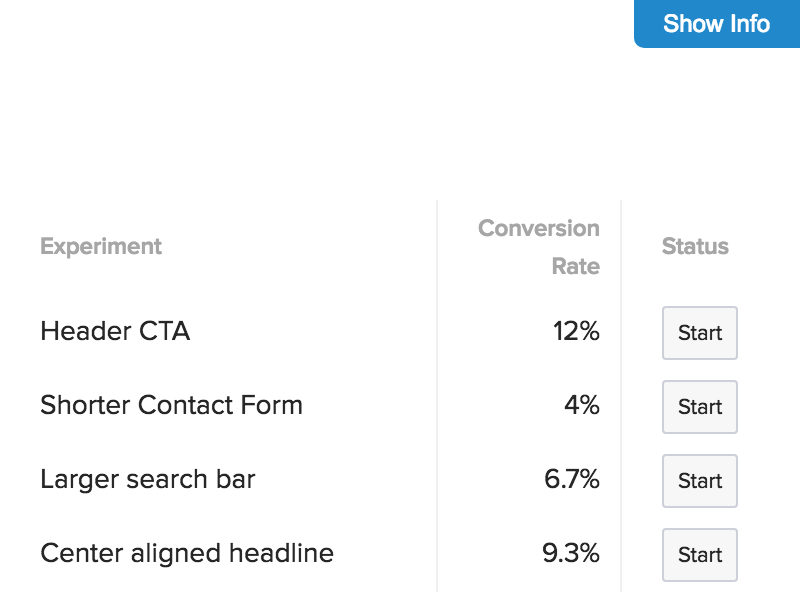 Show Info
Experiment
Conversion
Rate
Status
Header CTA 12% Start
Shorter Contact Form 4% Start
Larger search bar 6.7% Start
Center aligned headline 9.3% Start